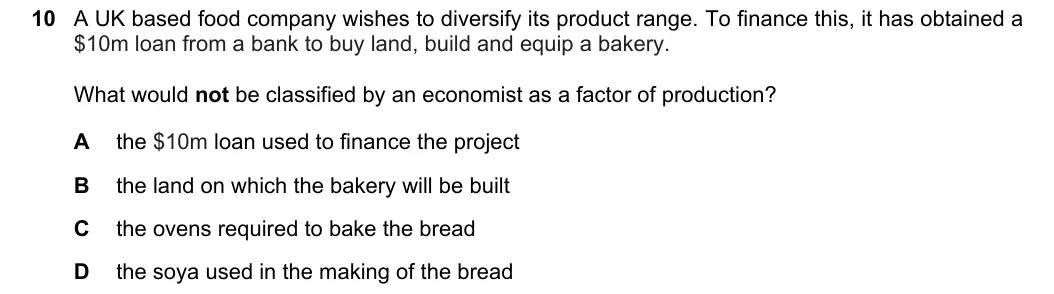 10 A UK based food company wishes to diversify its product range. To finance this, it has obtained a
$10m loan from a bank to buy land, build and equip a bakery.
What would not be classified by an economist as a factor of production?
A the $10m loan used to finance the project
B the land on which the bakery will be built
C the ovens required to bake the bread
D the soya used in the making of the bread